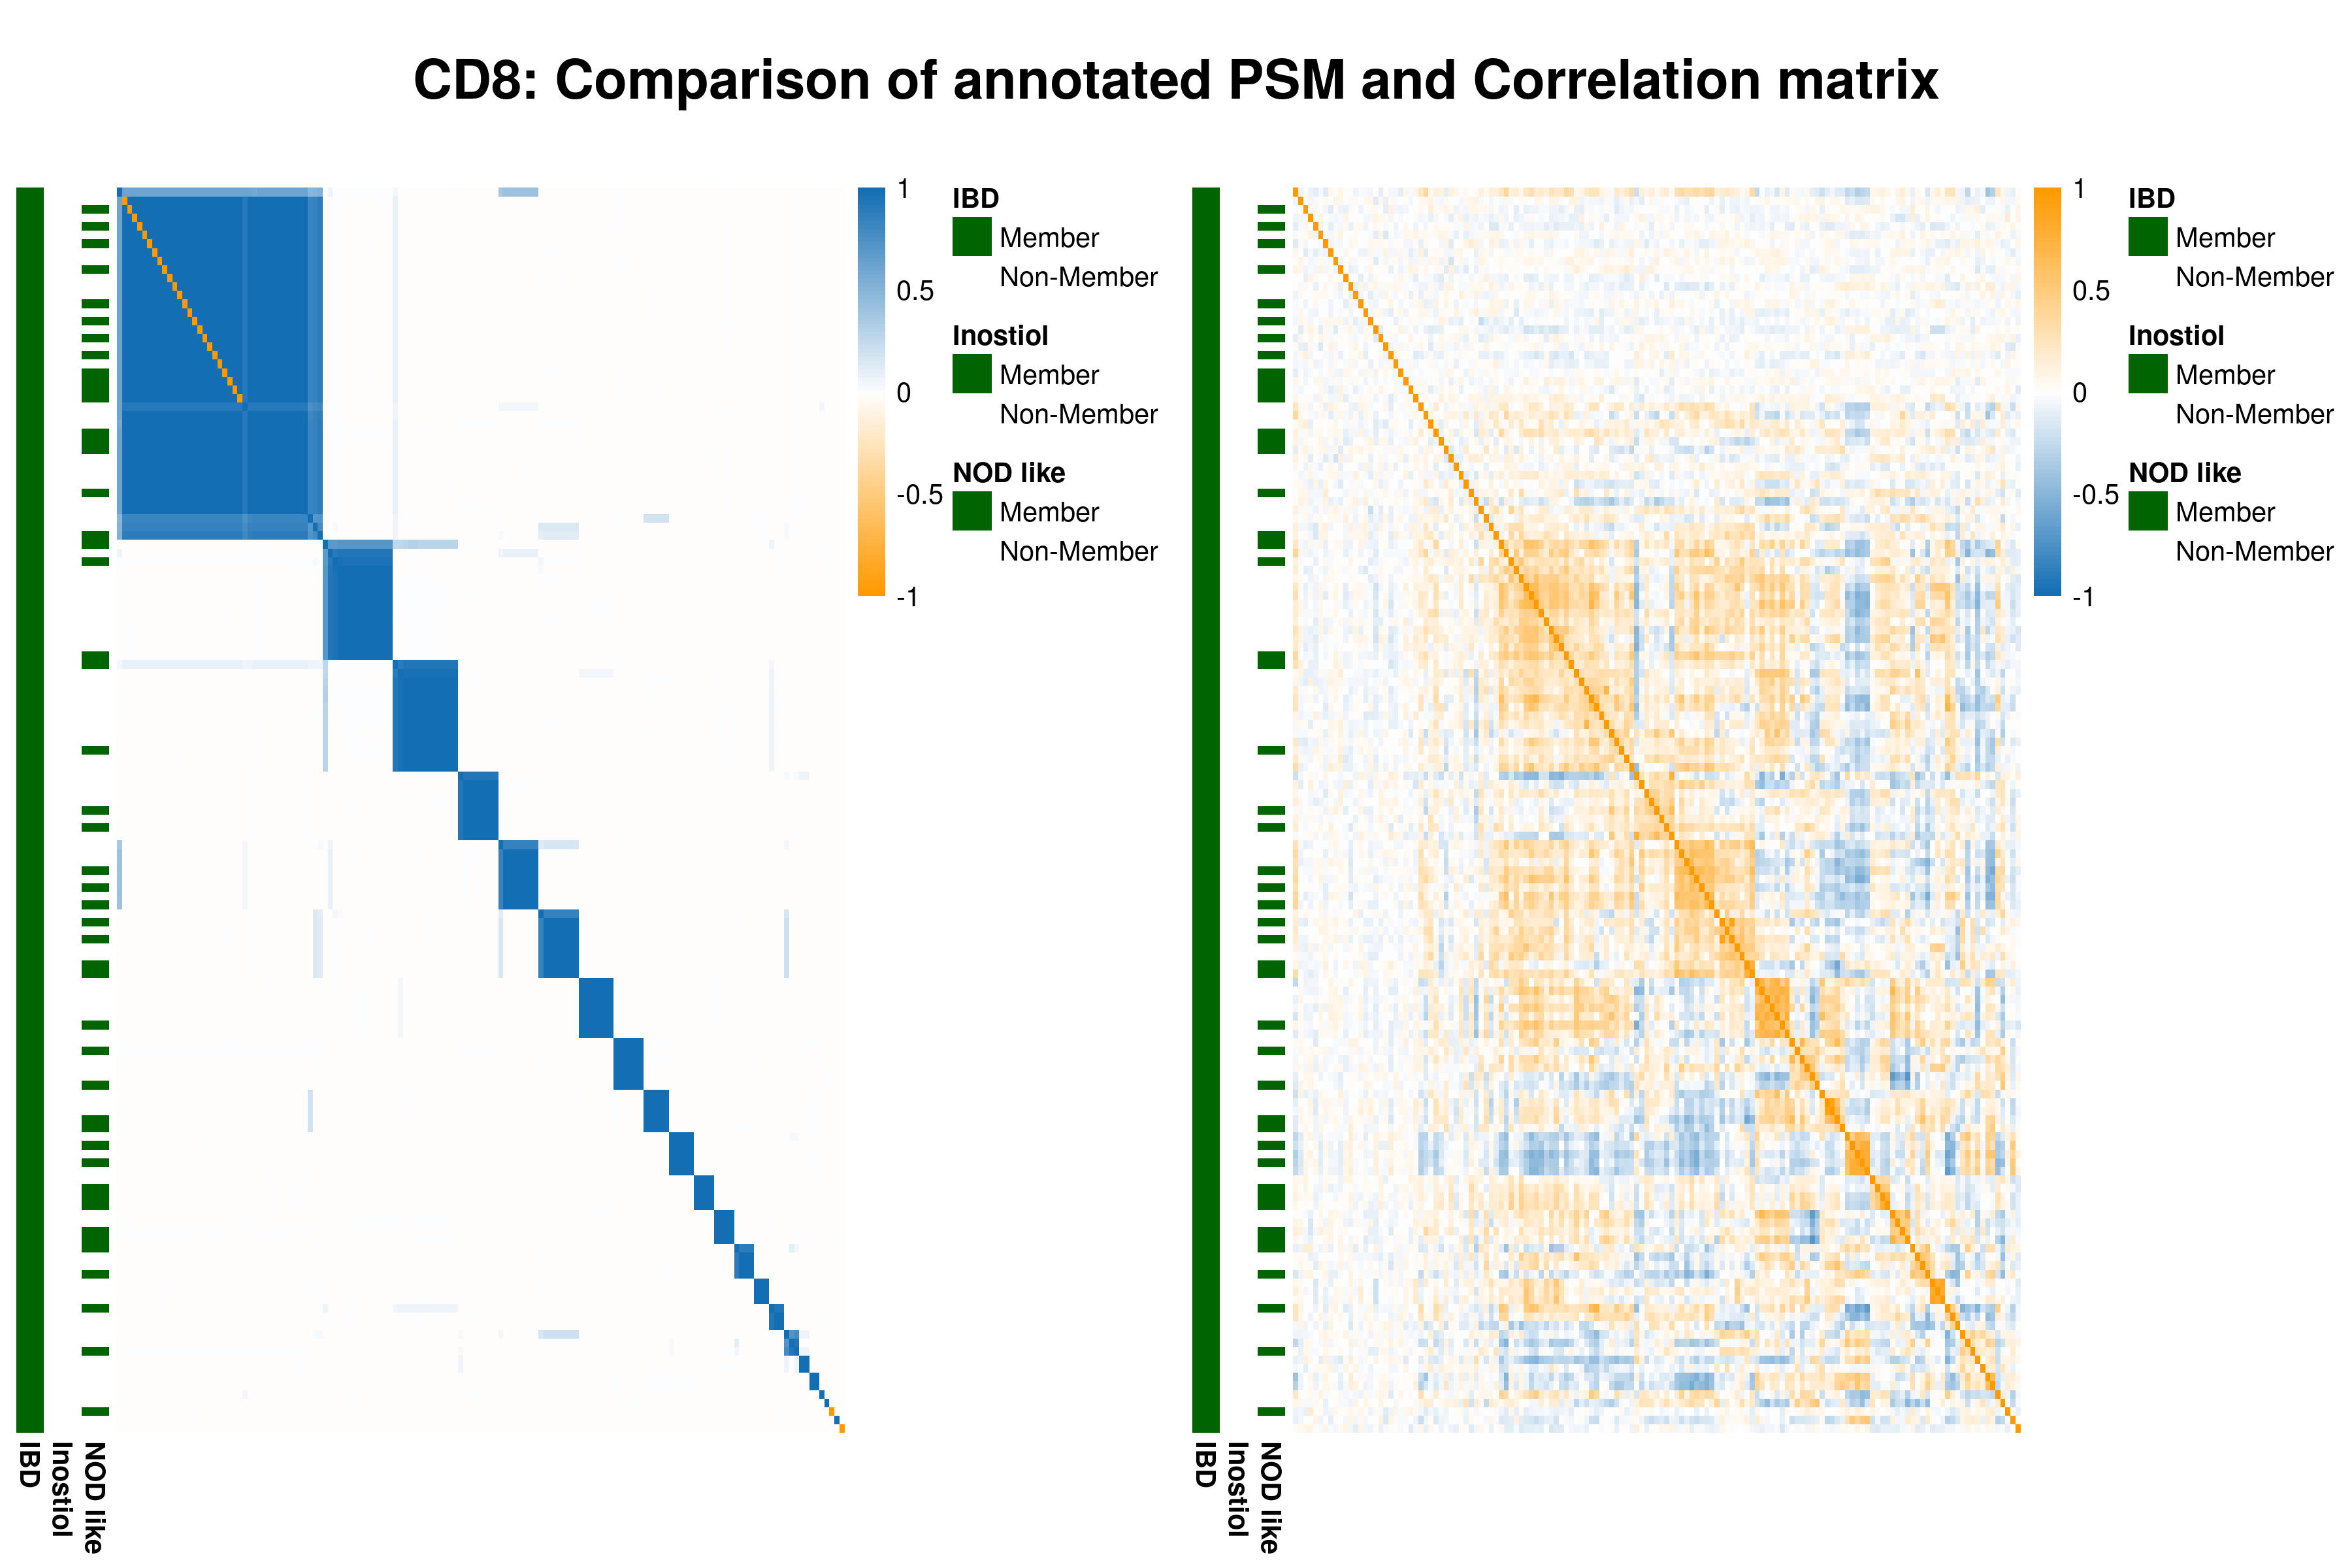 CD8: Comparison of annotated PSM and Correlation matrix
1
0.5
0
-0.5
-1
IBD
Member
Non-Member
Inostiol
Member
Non-Member
NOD like
Member
Non-Member
IBD
Inostiol
NOD like
1
0.5
0
-0.5
-1
IBD
Member
Non-Member
Inostiol
Member
Non-Member
NOD like
Member
Non-Member
IBD
Inostiol
NOD like